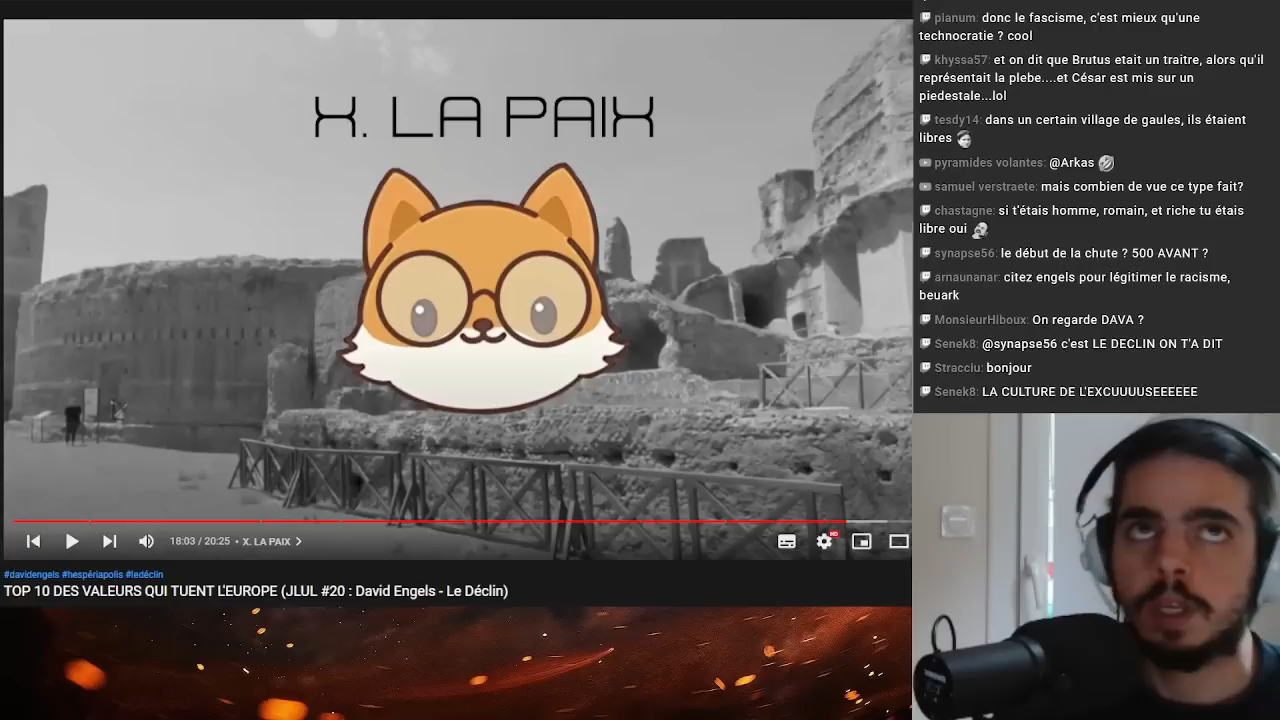 X. LA PAIX
18:03 / 20:25 • X. LA PAIX
HD
#davidengels #hespériapolis #ledéclin
TOP 10 DES VALEURS QUI TUENT L'EUROPE (JLUL #20 : David Engels - Le Déclin)
pianum: donc le fascisme, c'est mieux qu'une
technocratie ? cool
khyssa57: et on dit que Brutus etait un traitre, alors qu'il
représentait la plebe....et César est mis sur un
piedestale...lol
tesdy14: dans un certain village de gaules, ils étaient
libres
pyramides volantes: @Arkas
samuel verstraete: mais combien de vue ce type fait?
chastagne: si t'étais homme, romain, et riche tu étais
libre oui
synapse56: le début de la chute ? 500 AVANT ?
arnaunanar: citez engels pour légitimer le racisme,
beuark
MonsieurHiboux: On regarde DAVA ?
Senek8: @synapse56 c'est LE DECLIN ON T'A DIT
Stracciu: bonjour
Senek8: LA CULTURE DE L'EXCUUUUSEEEEEE